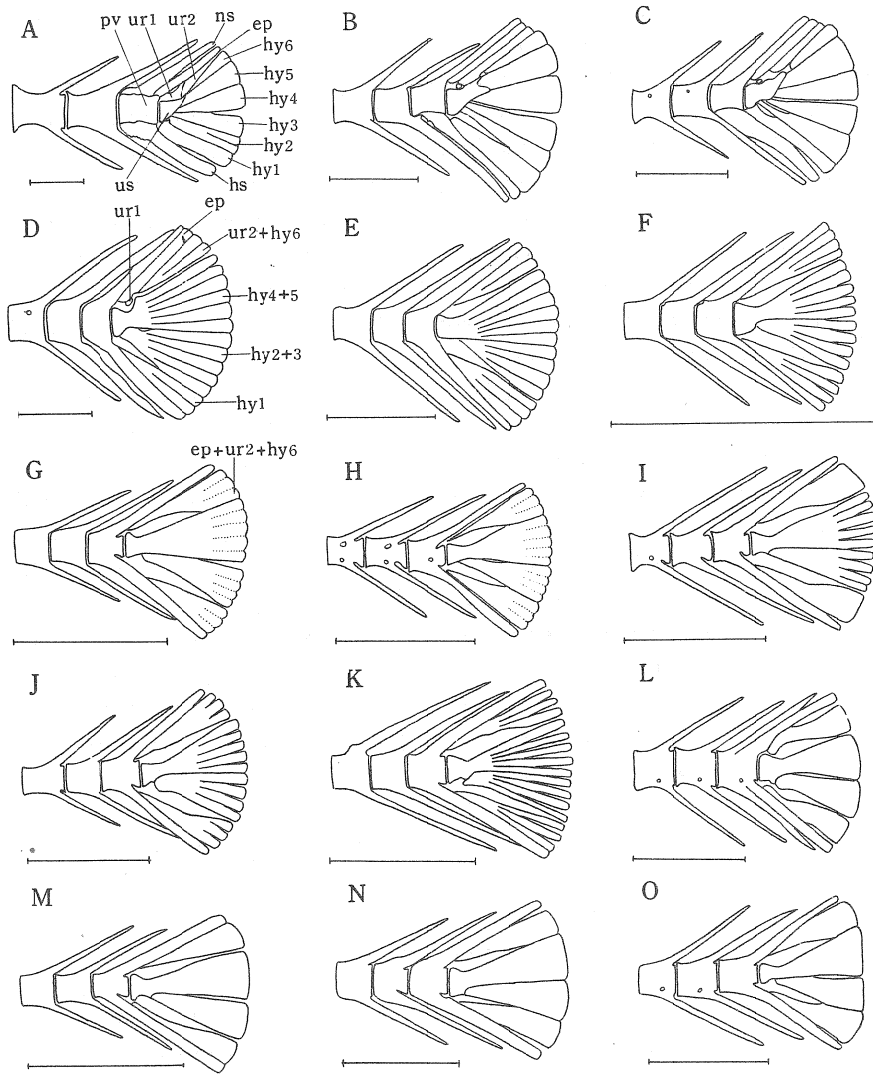 A
pv ur1 ur2 ns
ep
hy6
hy5
hy4
hy3
hy2
hy1
hs
us
B
C
D
ur1
ep
ur2+hy6
hy4+5
hy2+3
hy1
E
F
G
ep+ur2+hy6
H
I
J
K
L
M
N
O